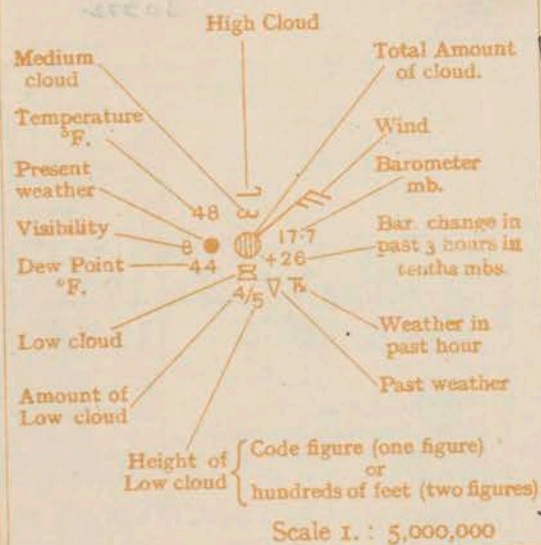 High Cloud
Medium
cloud
Total Amount
of cloud.
Temperature
°F.
Wind
Present
weather
Barometer
mb.
48
Visibility
8
17.7
Bar. change in
past 3 hours in
tenths mbs.
+26
Dew Point
°F.
44
4/5
Low cloud
Weather in
past hour
Amount of
Low cloud
Past weather
Height of
Low cloud
Code figure (one figure)
or
hundreds of feet (two figures)
Scale 1. : 5,000,000